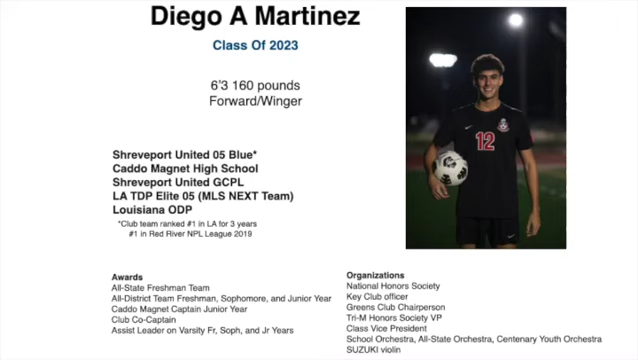 Diego A Martinez
Class Of 2023
6'3 160 pounds
Forward/Winger
Shreveport United 05 Blue*
Caddo Magnet High School
Shreveport United GCPL
LA TDP Elite 05 (MLS NEXT Team)
Louisiana ODP
*Club team ranked #1 in LA for 3 years
#1 in Red River NPL League 2019
12
Awards
All-State Freshman Team
All-District Team Freshman, Sophomore, and Junior Year
Caddo Magnet Captain Junior Year
Club Co-Captain
Assist Leader on Varsity Fr, Soph, and Jr Years
Organizations
National Honors Society
Key Club officer
Greens Club Chairperson
Tri-M Honors Society VP
Class Vice President
School Orchestra, All-State Orchestra, Centenary Youth Orchestra
SUZUKI violin